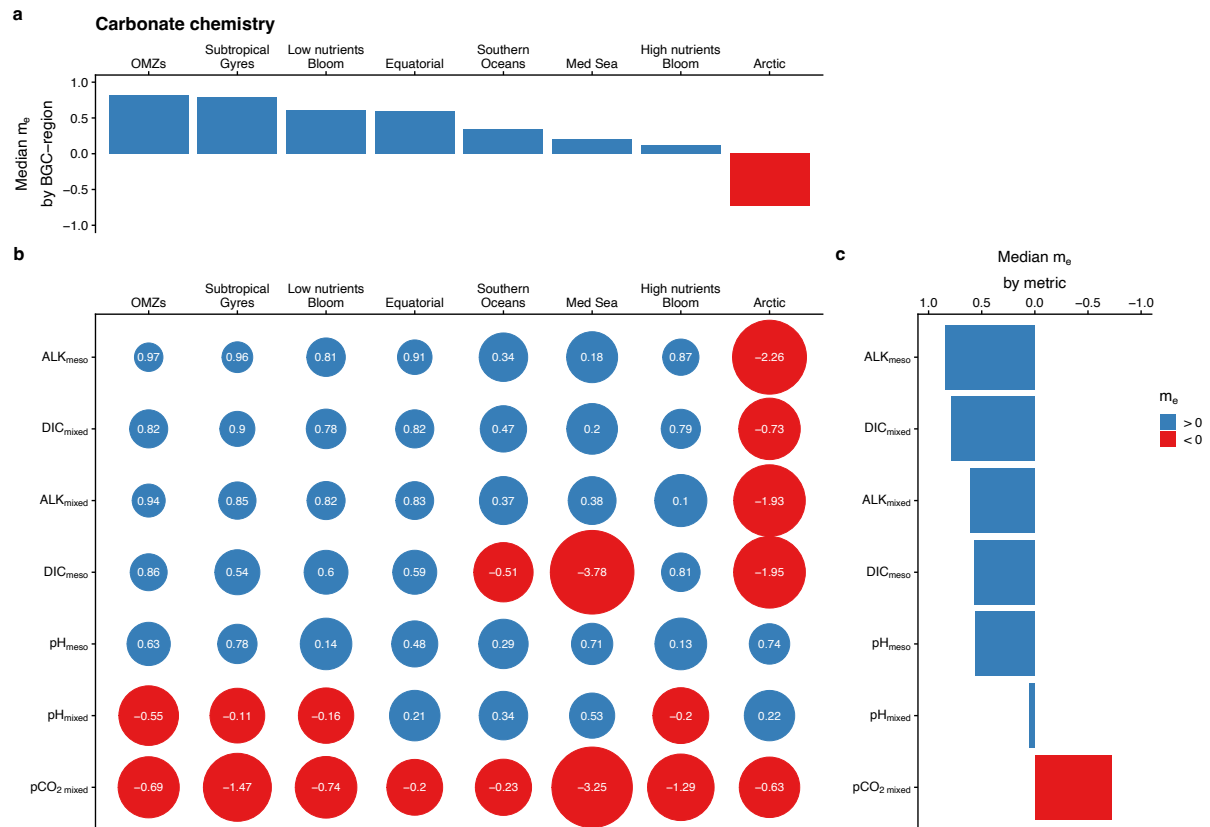 a
Carbonate chemistry
OMZs
Subtropical
Gyres
Low nutrients
Bloom
Equatorial
Southern
Oceans
Med Sea
High nutrients
Bloom
Arctic
Median mₑ
by BGC−region
1.0
0.5
0.0
−0.5
−1.0
b
OMZs
Subtropical
Gyres
Low nutrients
Bloom
Equatorial
Southern
Oceans
Med Sea
High nutrients
Bloom
Arctic
ALKmeso 0.97 0.96 0.81 0.91 0.34 0.18 0.87 −2.26
DICmixed 0.82 0.9 0.78 0.82 0.47 0.2 0.79 −0.73
ALKmixed 0.94 0.85 0.82 0.83 0.37 0.38 0.1 −1.93
DICmeso 0.86 0.54 0.6 0.59 −0.51 −3.78 0.81 −1.95
pHmeso 0.63 0.78 0.14 0.48 0.29 0.71 0.13 0.74
pHmixed −0.55 −0.11 −0.16 0.21 0.34 0.53 −0.2 0.22
pCO2 mixed −0.69 −1.47 −0.74 −0.2 −0.23 −3.25 −1.29 −0.63
c
Median mₑ
by metric
1.0 0.5 0.0 −0.5 −1.0
ALKmeso
DICmixed
ALKmixed
DICmeso
pHmeso
pHmixed
pCO2 mixed
mₑ
> 0
< 0